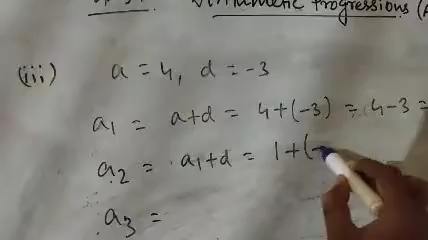 Arithmetic Progressions
(iii) a = 4, d = -3
a₁ = a+d = 4+(-3) = 4-3 =
a₂ = a₁+d = 1+(-
a₃ =